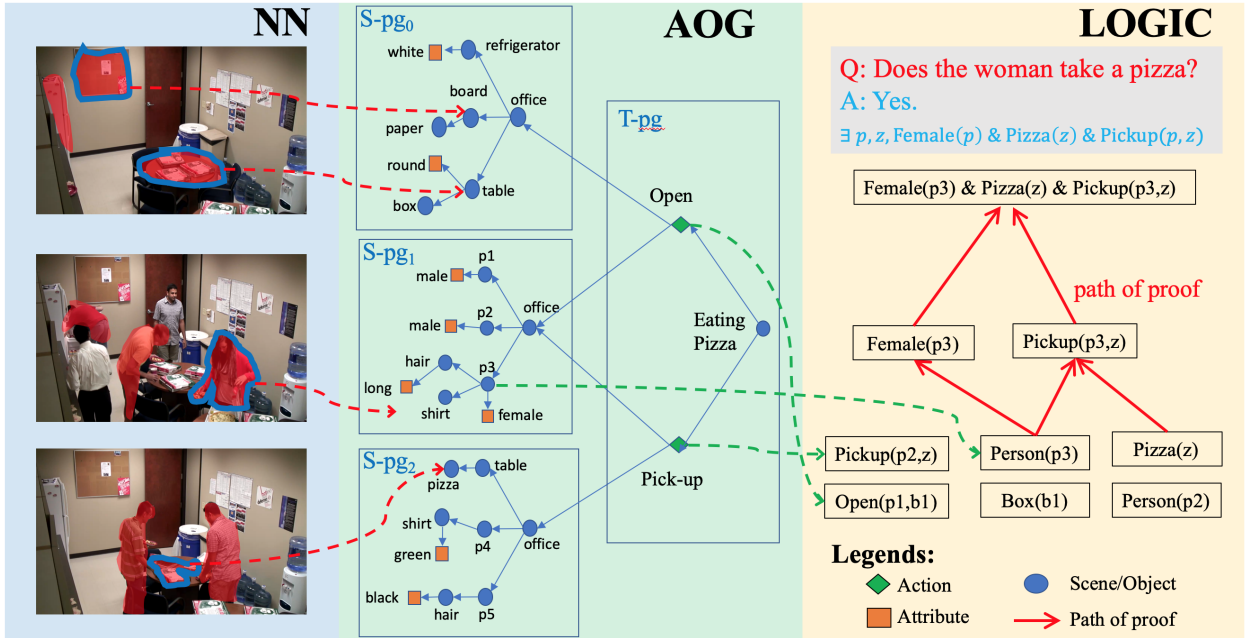 NN
AOG
LOGIC
S-pg0
white
refrigerator
board
office
paper
round
table
box
S-pg1
p1
male
p2
office
male
hair
p3
long
shirt
female
S-pg2
table
pizza
shirt
p4
office
green
black
hair
p5
T-pg
Open
Eating
Pizza
Pick-up
Q: Does the woman take a pizza?
A: Yes.
∃ p, z, Female(p) & Pizza(z) & Pickup(p, z)
Female(p3) & Pizza(z) & Pickup(p3,z)
path of proof
Female(p3)
Pickup(p3,z)
Pickup(p2,z)
Person(p3)
Pizza(z)
Open(p1,b1)
Box(b1)
Person(p2)
Legends:
Action
Scene/Object
Attribute
Path of proof